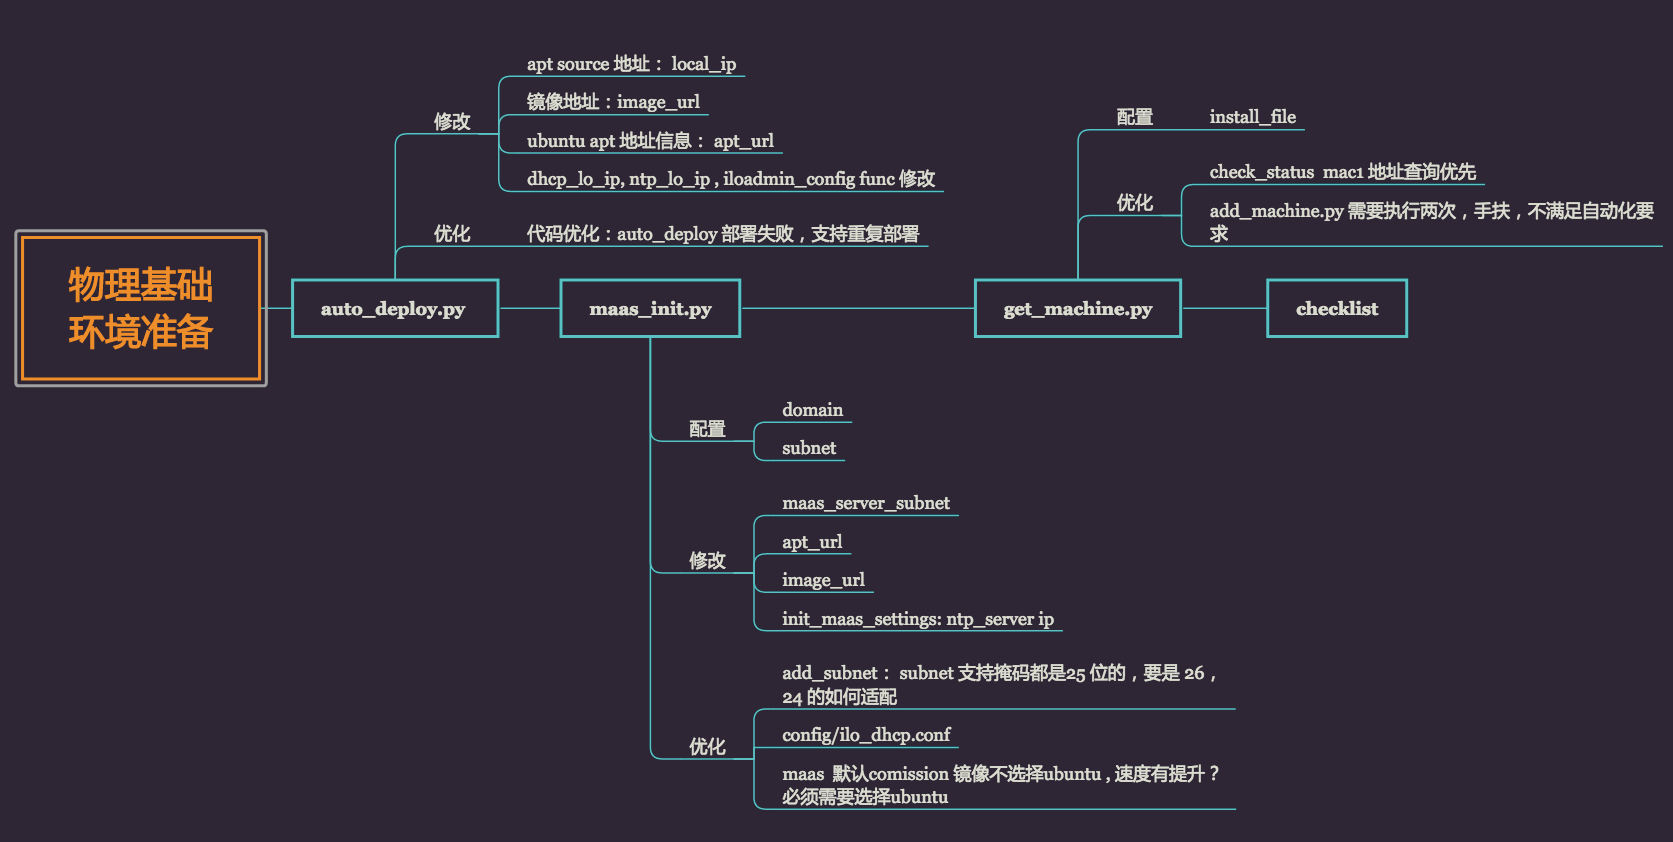 物理基础
环境准备
auto_deploy.py
修改
apt source 地址： local_ip
镜像地址：image_url
ubuntu apt 地址信息： apt_url
dhcp_lo_ip, ntp_lo_ip , iloadmin_config func 修改
优化
代码优化：auto_deploy 部署失败，支持重复部署
maas_init.py
配置
domain
subnet
修改
maas_server_subnet
apt_url
image_url
init_maas_settings: ntp_server ip
优化
add_subnet： subnet 支持掩码都是25 位的，要是 26，
24 的如何适配
config/ilo_dhcp.conf
maas 默认comission 镜像不选择ubuntu , 速度有提升？
必须需要选择ubuntu
get_machine.py
配置
install_file
优化
check_status mac1 地址查询优先
add_machine.py 需要执行两次，手扶，不满足自动化要
求
checklist